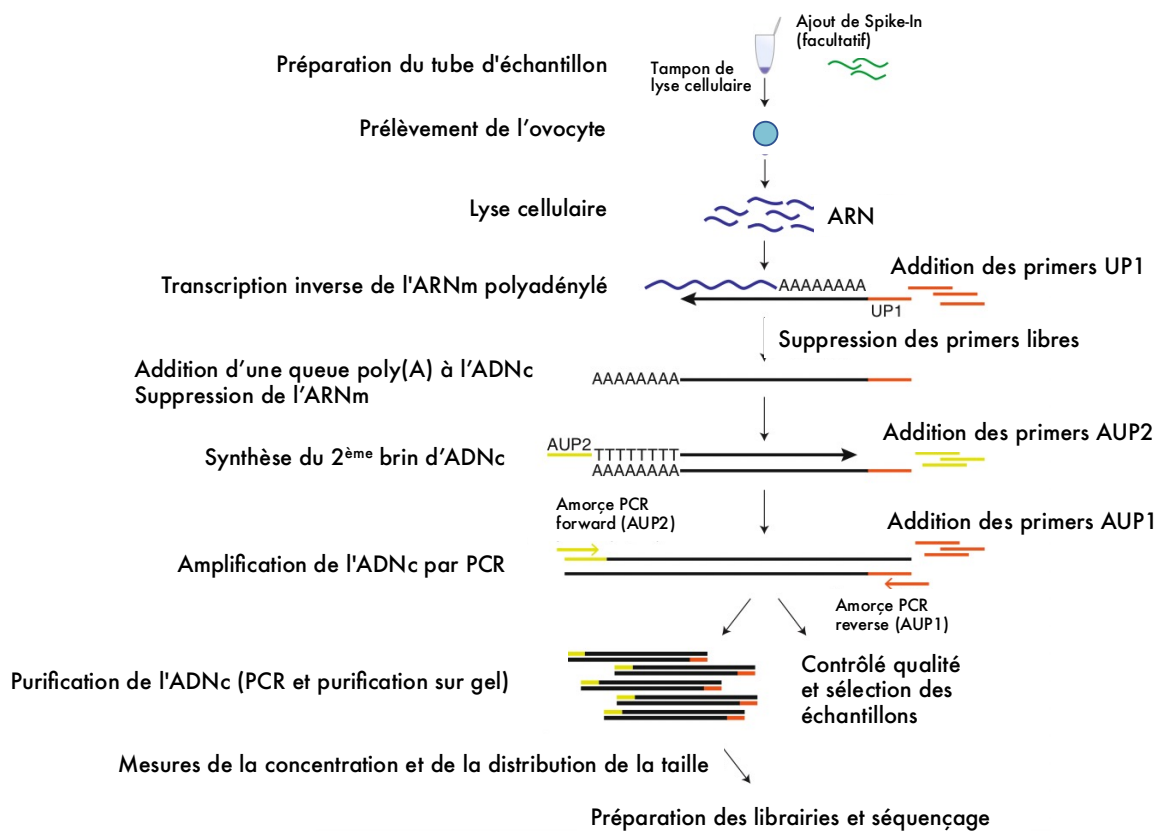 Ajout de Spike-In
(facultatif)
Préparation du tube d'échantillon
Tampon de
lyse cellulaire
Prélèvement de l’ovocyte
Lyse cellulaire
ARN
Addition des primers UP1
Transcription inverse de l'ARNm polyadénylé
AAAAAAAA
UP1
Suppression des primers libres
Addition d’une queue poly(A) à l’ADNc
Suppression de l’ARNm
AAAAAAAA
Addition des primers AUP2
Synthèse du 2ème brin d’ADNc
AUP2
TTTTTTTT
AAAAAAAA
Amorçe PCR
forward (AUP2)
Addition des primers AUP1
Amplification de l'ADNc par PCR
Amorçe PCR
reverse (AUP1)
Purification de l'ADNc (PCR et purification sur gel)
Contrôlé qualité
et sélection des
échantillons
Mesures de la concentration et de la distribution de la taille
Préparation des librairies et séquençage